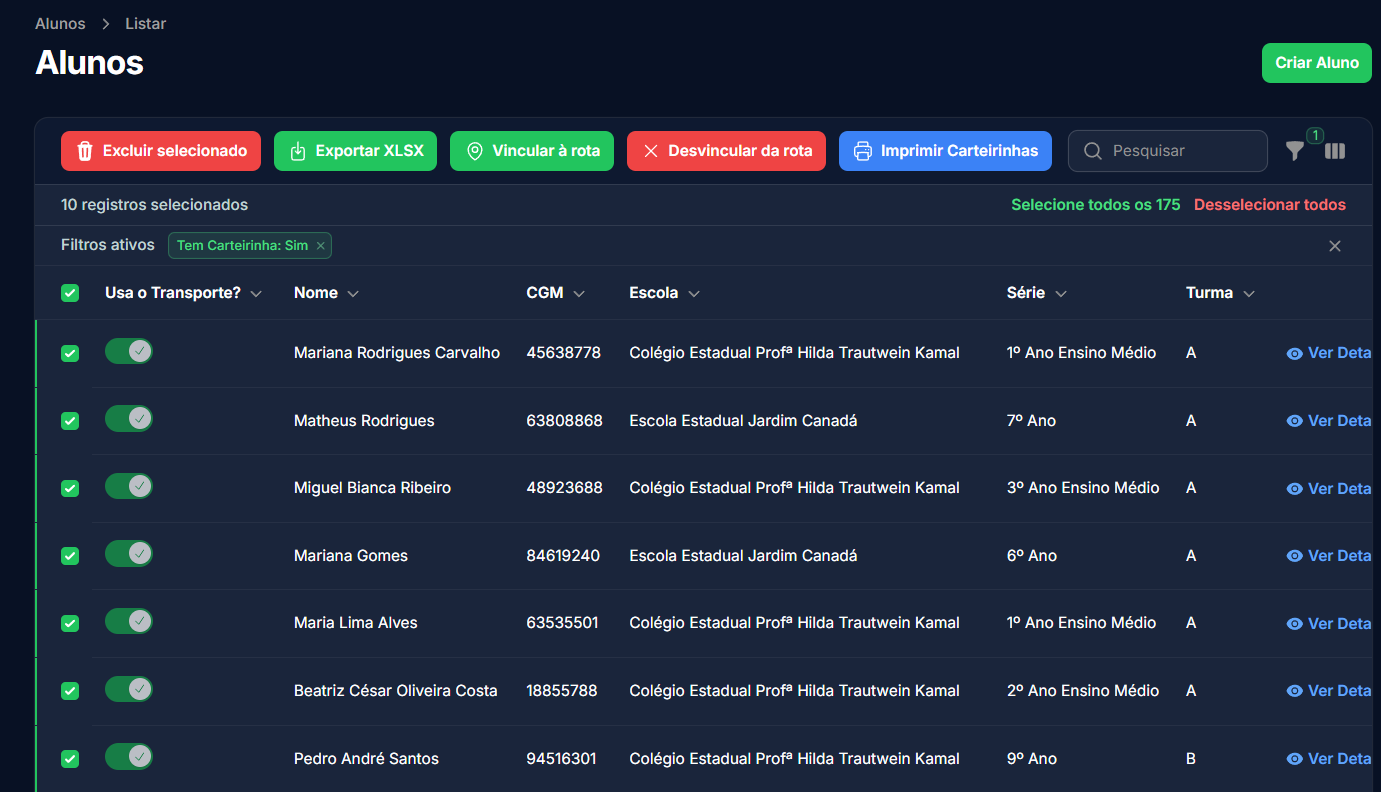 Alunos > Listar
Alunos
Criar Aluno
Excluir selecionado Exportar XLSX Vincular à rota Desvincular da rota Imprimir Carteirinhas Pesquisar 1
10 registros selecionados Selecione todos os 175 Desselecionar todos
Filtros ativos Tem Carteirinha: Sim ×
Usa o Transporte? Nome CGM Escola Série Turma
Mariana Rodrigues Carvalho 45638778 Colégio Estadual Profª Hilda Trautwein Kamal 1º Ano Ensino Médio A Ver Deta
Matheus Rodrigues 63808868 Escola Estadual Jardim Canadá 7º Ano A Ver Deta
Miguel Bianca Ribeiro 48923688 Colégio Estadual Profª Hilda Trautwein Kamal 3º Ano Ensino Médio A Ver Deta
Mariana Gomes 84619240 Escola Estadual Jardim Canadá 6º Ano A Ver Deta
Maria Lima Alves 63535501 Colégio Estadual Profª Hilda Trautwein Kamal 1º Ano Ensino Médio A Ver Deta
Beatriz César Oliveira Costa 18855788 Colégio Estadual Profª Hilda Trautwein Kamal 2º Ano Ensino Médio A Ver Deta
Pedro André Santos 94516301 Colégio Estadual Profª Hilda Trautwein Kamal 9º Ano B Ver Deta